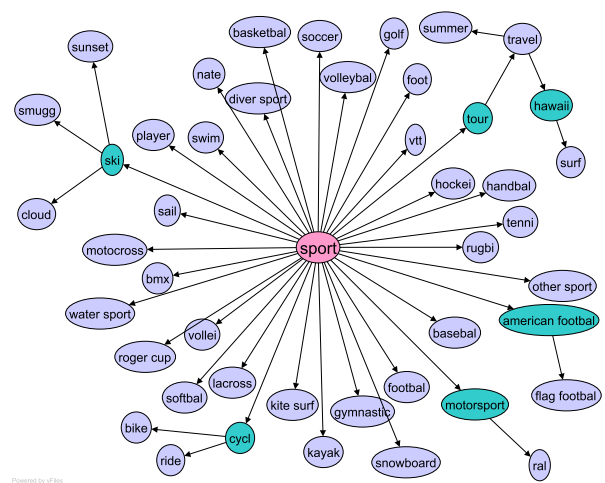 basketbal
soccer
golf
summer
travel
sunset
nate
volleybal
foot
diver sport
hawaii
smugg
tour
player
swim
vtt
ski
surf
hockei
handbal
cloud
sail
tenni
motocross
sport
rugbi
bmx
other sport
water sport
american footbal
vollei
basebal
roger cup
lacross
footbal
softbal
flag footbal
kite surf
gymnastic
motorsport
bike
cycl
kayak
ride
snowboard
ral
Powered by vFiles